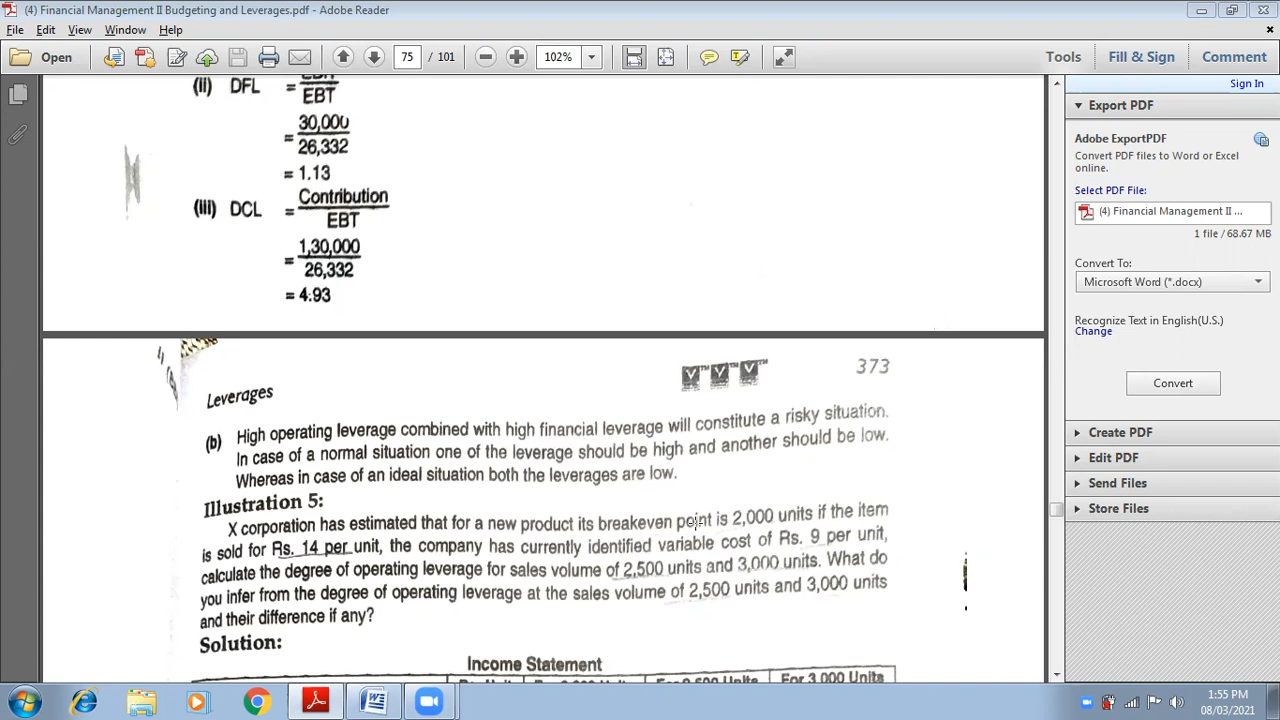 (4) Financial Management II Budgeting and Leverages.pdf - Adobe Reader
File Edit View Window Help
Open 75 / 101 102% Tools Fill & Sign Comment
Sign In
(ii) DFL = EBIT / EBT
= 30,000 / 26,332
= 1.13
(iii) DCL = Contribution / EBT
= 1,30,000 / 26,332
= 4.93
373
Leverages
(b) High operating leverage combined with high financial leverage will constitute a risky situation.
In case of a normal situation one of the leverage should be high and another should be low.
Whereas in case of an ideal situation both the leverages are low.
Illustration 5:
X corporation has estimated that for a new product its breakeven point is 2,000 units if the item
is sold for Rs. 14 per unit, the company has currently identified variable cost of Rs. 9 per unit,
calculate the degree of operating leverage for sales volume of 2,500 units and 3,000 units. What do
you infer from the degree of operating leverage at the sales volume of 2,500 units and 3,000 units
and their difference if any?
Solution:
Income Statement
For 3,000 Units
Export PDF
Adobe ExportPDF
Convert PDF files to Word or Excel
online.
Select PDF File:
(4) Financial Management II ...
1 file / 68.67 MB
Convert To:
Microsoft Word (*.docx)
Recognize Text in English(U.S.)
Change
Convert
Create PDF
Edit PDF
Send Files
Store Files
1:55 PM
08/03/2021